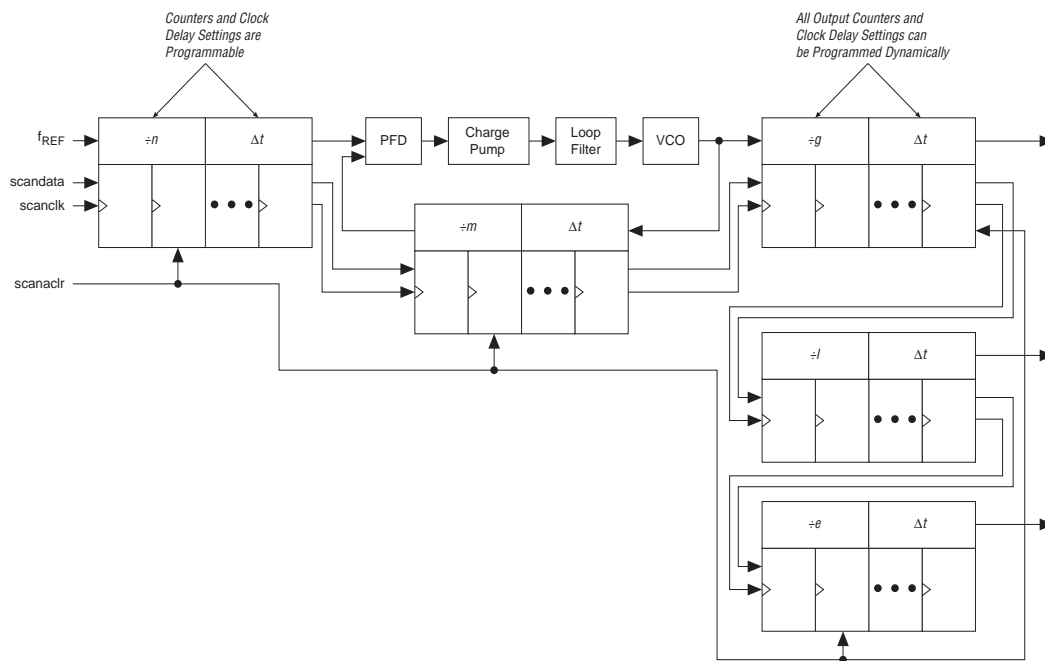 Counters and Clock
Delay Settings are
Programmable
All Output Counters and
Clock Delay Settings can
be Programmed Dynamically
fREF
÷n
Δt
PFD
Charge
Pump
Loop
Filter
VCO
÷g
Δt
scandata
scanclk
÷m
Δt
scanaclr
÷l
Δt
÷e
Δt